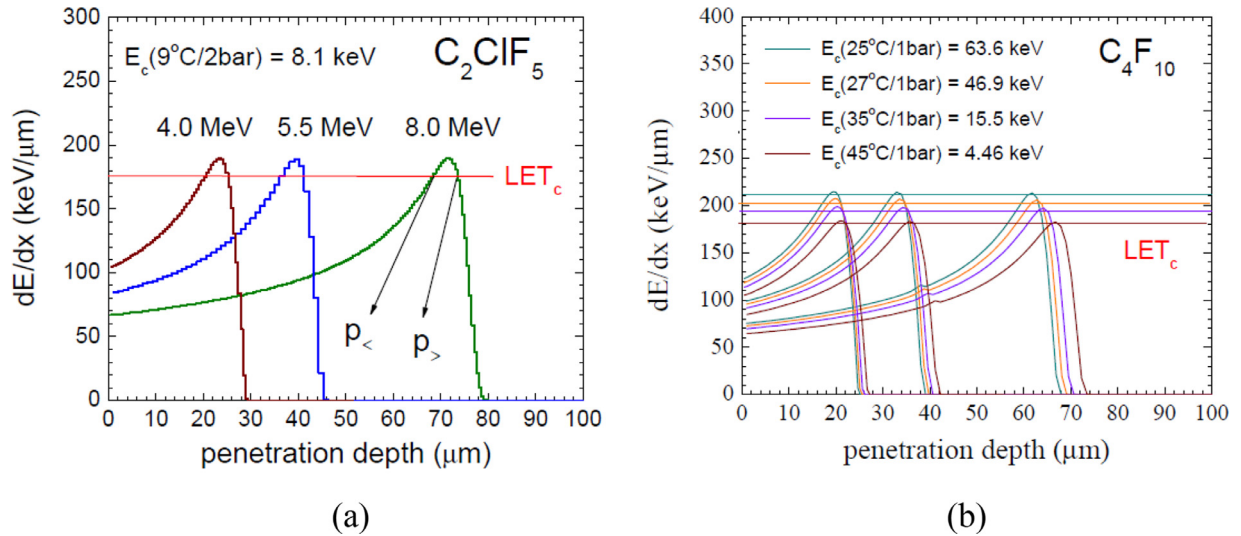 300
250
200
150
100
50
0
dE/dx (keV/μm)
E_c(9°C/2bar) = 8.1 keV
C₂ClF₅
4.0 MeV
5.5 MeV
8.0 MeV
LET_c
p_<
p_>
0 10 20 30 40 50 60 70 80 90 100
penetration depth (μm)
(a)
400
350
300
250
200
150
100
50
0
dE/dx (keV/μm)
E_c(25°C/1bar) = 63.6 keV
E_c(27°C/1bar) = 46.9 keV
E_c(35°C/1bar) = 15.5 keV
E_c(45°C/1bar) = 4.46 keV
C₄F₁₀
LET_c
0 10 20 30 40 50 60 70 80 90 100
penetration depth (μm)
(b)